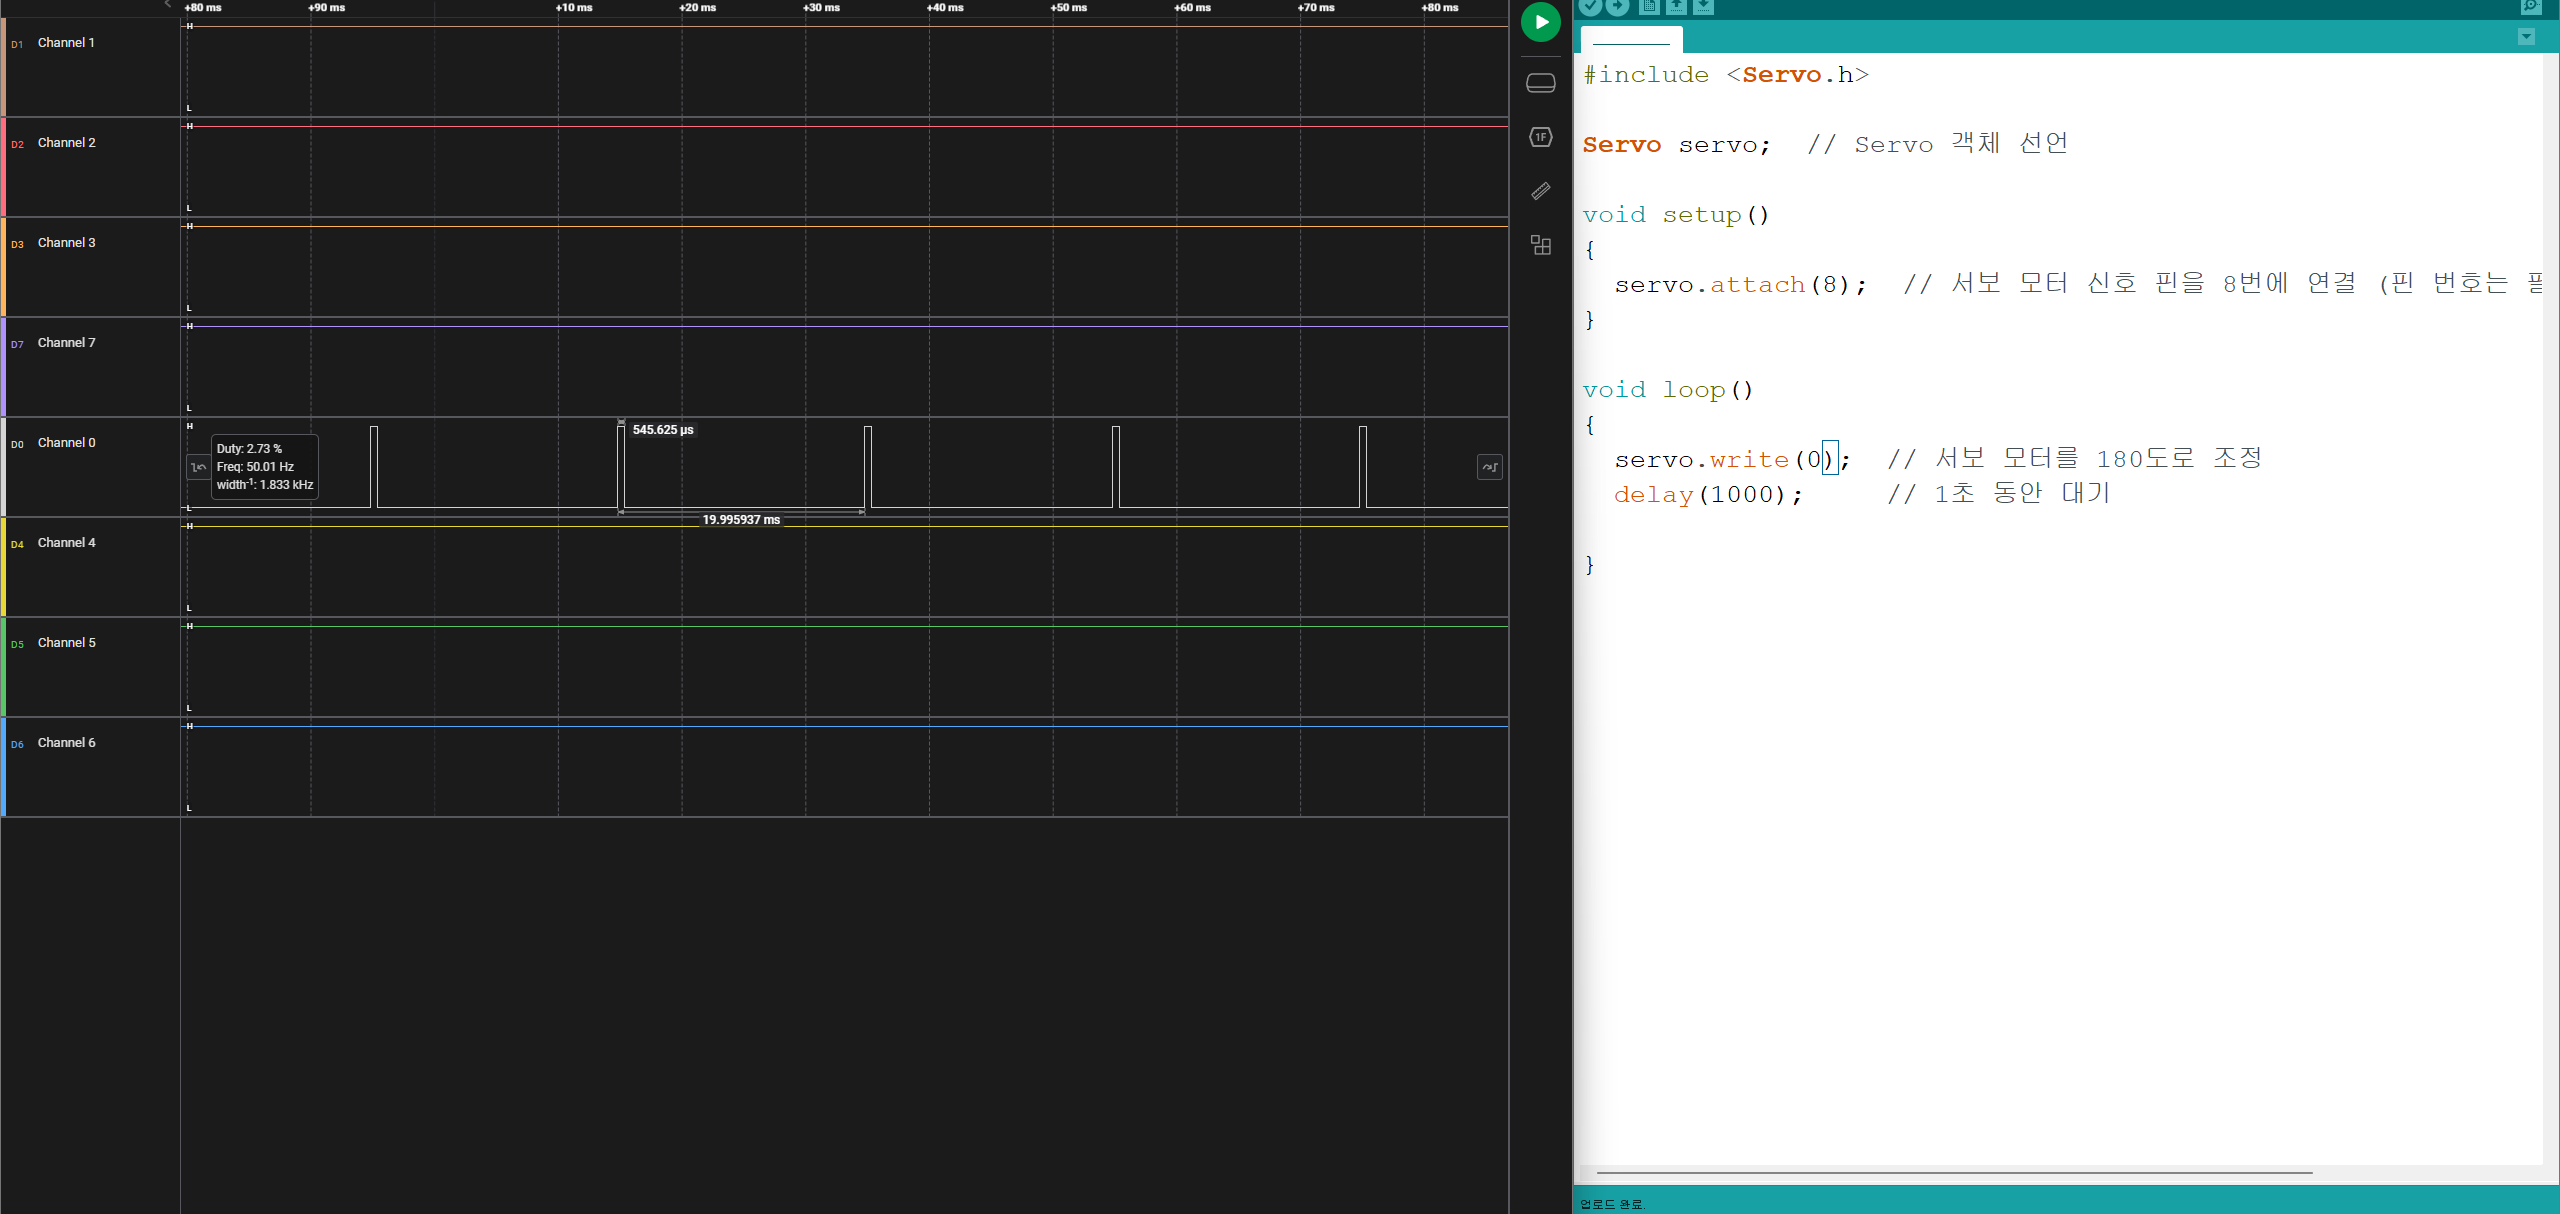 +80 ms +90 ms +10 ms +20 ms +30 ms +40 ms +50 ms +60 ms +70 ms +80 ms
D1 Channel 1
H
L
D2 Channel 2
H
L
D3 Channel 3
H
L
D7 Channel 7
H
L
D0 Channel 0
H
L
Duty: 2.73 %
Freq: 50.01 Hz
width-1: 1.833 kHz
545.625 µs
19.995937 ms
D4 Channel 4
H
L
D5 Channel 5
H
L
D6 Channel 6
H
L
1F
#include <Servo.h>
Servo servo; // Servo 객체 선언
void setup()
{
servo.attach(8); // 서보 모터 신호 핀을 8번에 연결 (핀 번호는
}
void loop()
{
servo.write(0); // 서보 모터를 180도로 조정
delay(1000); // 1초 동안 대기
}
업로드 완료.